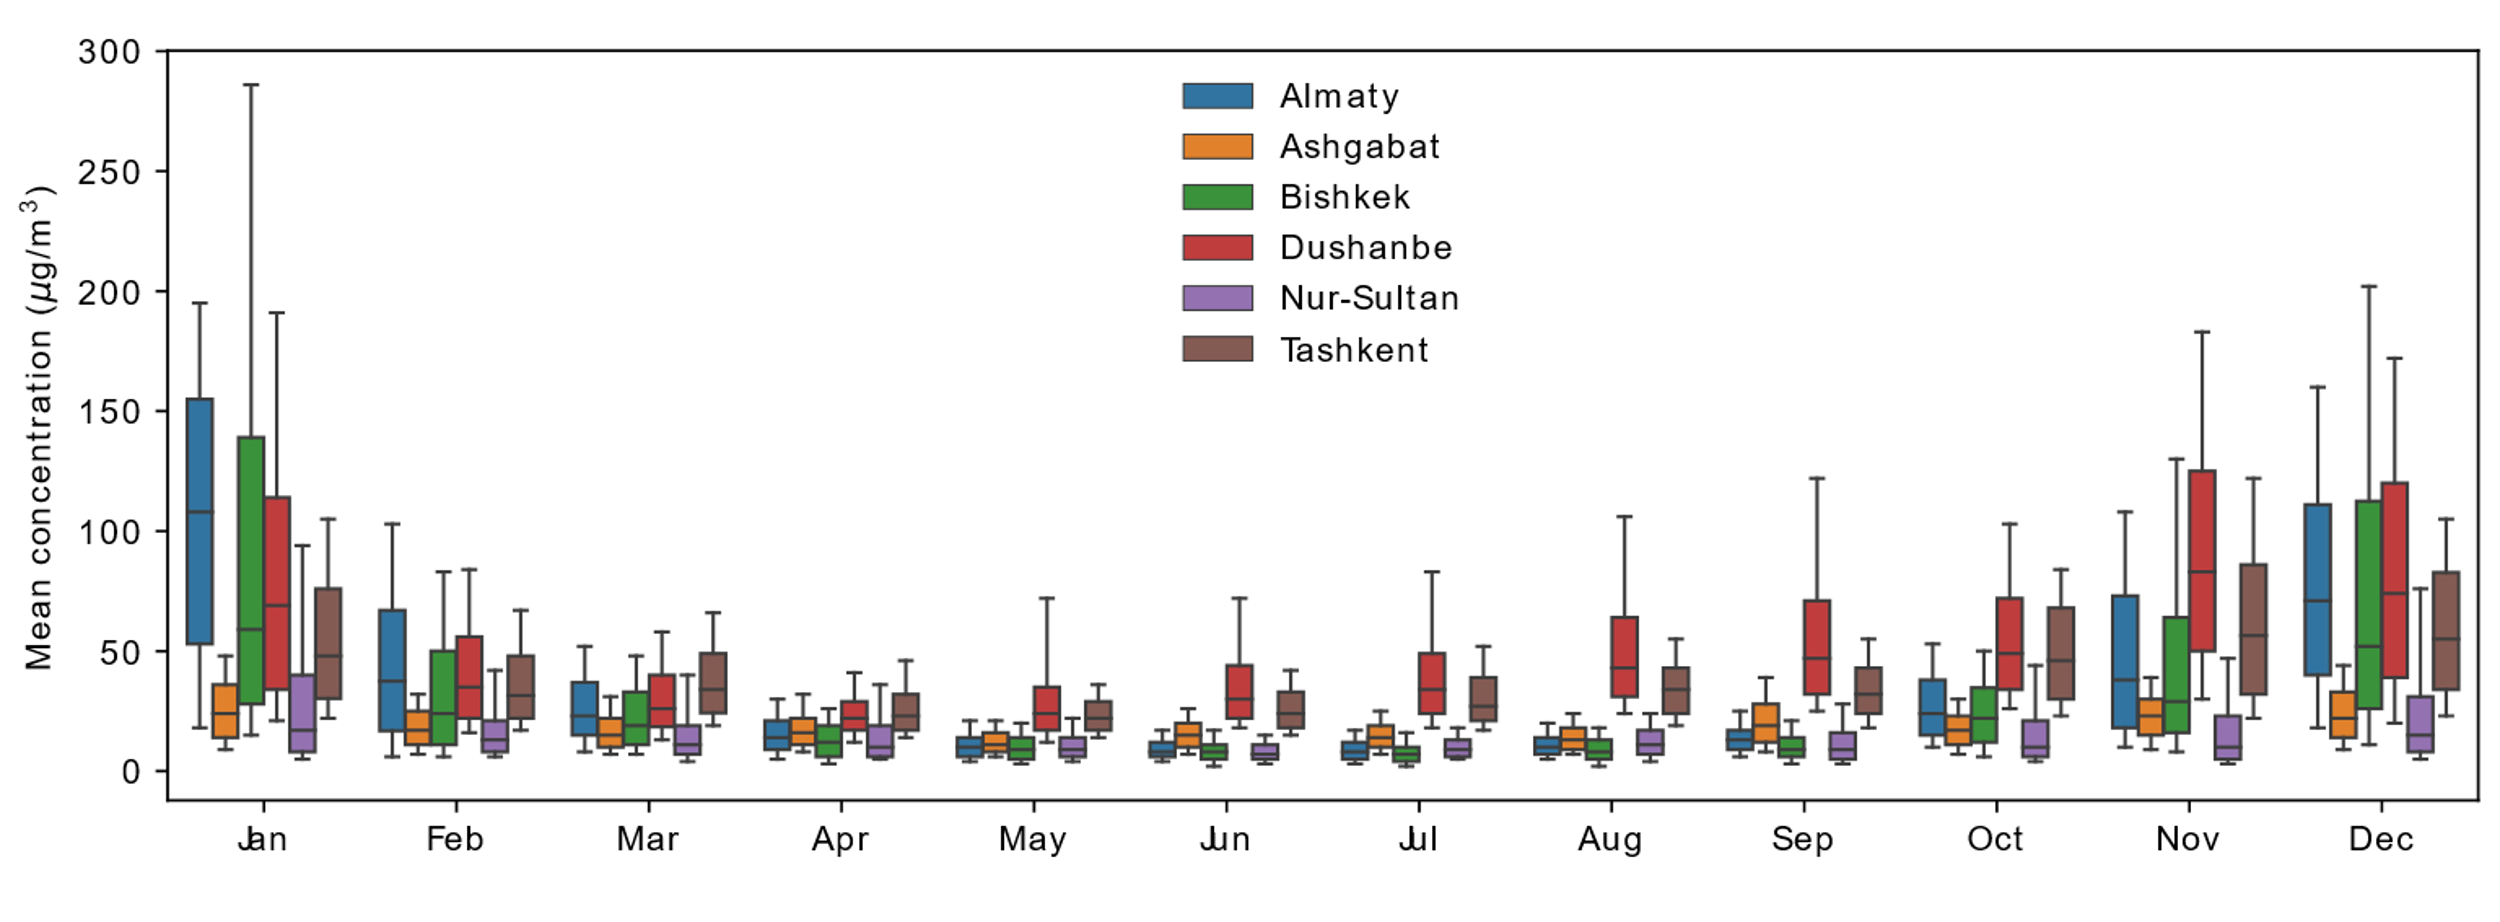 300
250
200
150
100
50
0
Mean concentration (µg/m³)
Almaty
Ashgabat
Bishkek
Dushanbe
Nur-Sultan
Tashkent
Jan Feb Mar Apr May Jun Jul Aug Sep Oct Nov Dec